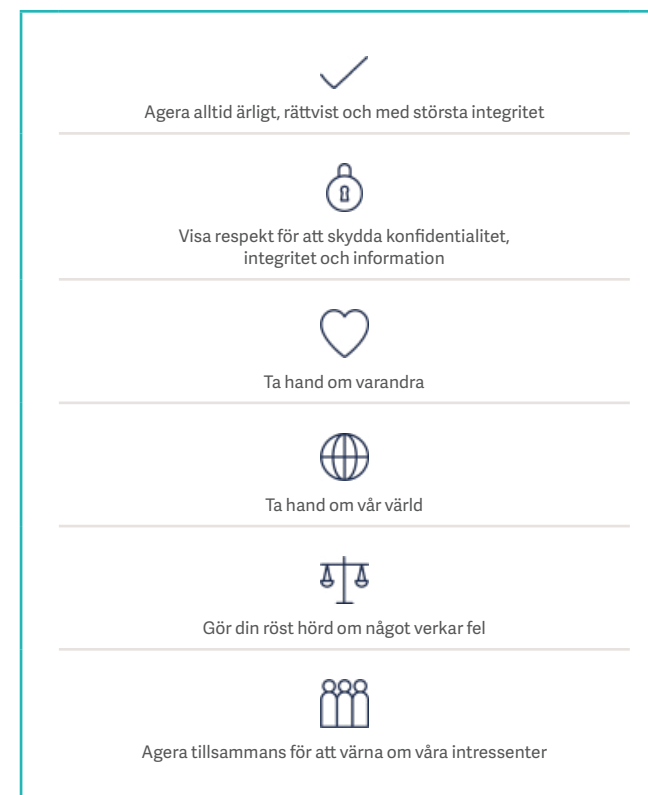 Agera alltid ärligt, rättvist och med största integritet
Visa respekt för att skydda konfidentialitet,
integritet och information
Ta hand om varandra
Ta hand om vår värld
Gör din röst hörd om något verkar fel
Agera tillsammans för att värna om våra intressenter